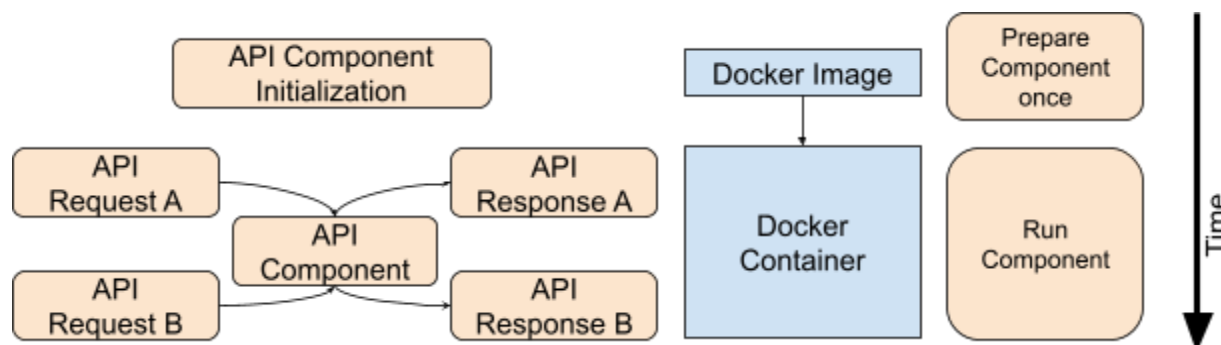 API Component
Initialization
Docker Image
Prepare
Component
once
API
Request A
API
Response A
API
Component
API
Request B
API
Response B
Docker
Container
Run
Component
Time